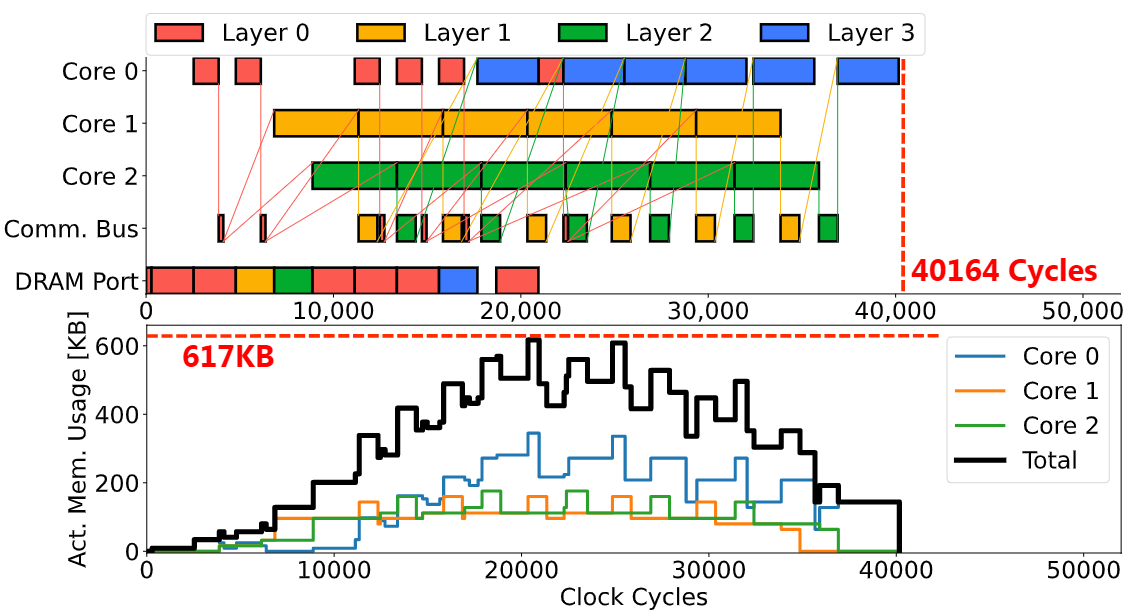 Layer 0 Layer 1 Layer 2 Layer 3
Core 0
Core 1
Core 2
Comm. Bus
DRAM Port
40164 Cycles
0 10,000 20,000 30,000 40,000 50,000
Act. Mem. Usage [KB]
600
400
200
0
617KB
Core 0
Core 1
Core 2
Total
0 10000 20000 30000 40000 50000
Clock Cycles